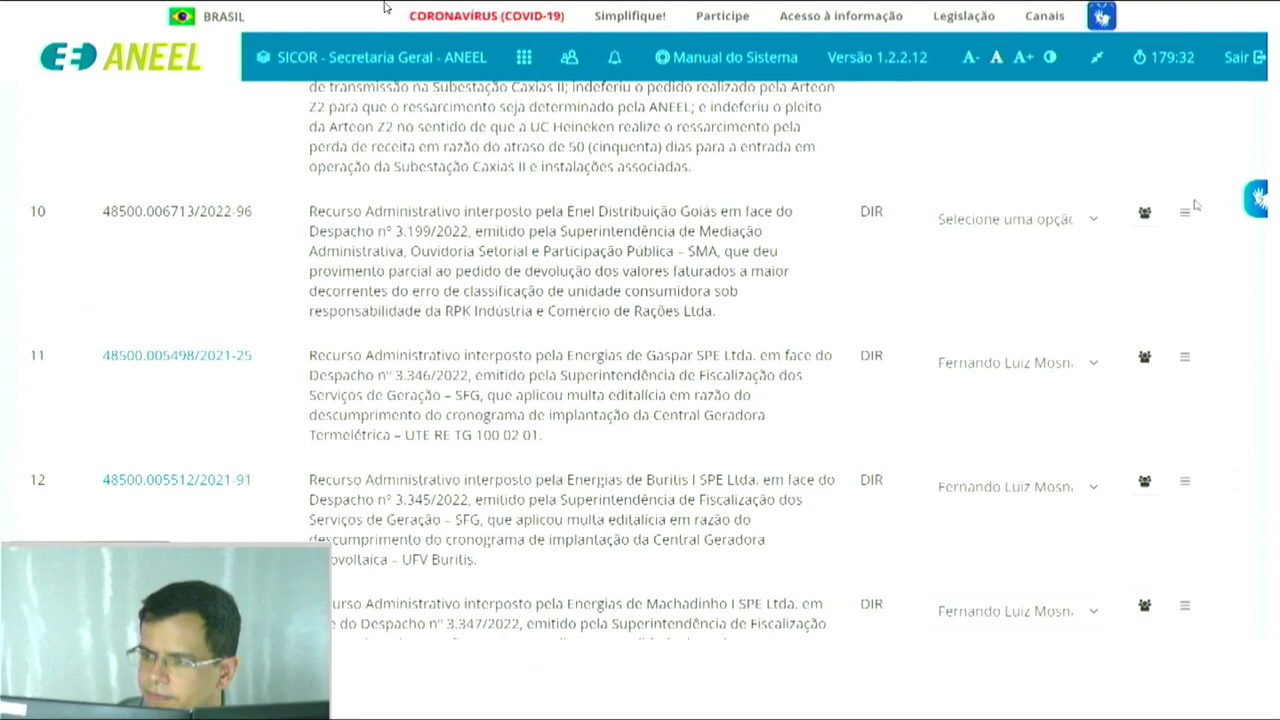 BRASIL
CORONAVÍRUS (COVID-19)
Simplifique!
Participe
Acesso à informação
Legislação
Canais
ANEEL
SICOR - Secretaria Geral - ANEEL
Manual do Sistema
Versão 1.2.2.12
A-
A
A+
179:32
Sair
de transmissão na Subestação Caxias II; indeferiu o pedido realizado pela Arteon
Z2 para que o ressarcimento seja determinado pela ANEEL; e indeferiu o pleito
da Arteon Z2 no sentido de que a UC Heineken realize o ressarcimento pela
perda de receita em razão do atraso de 50 (cinquenta) dias para a entrada em
operação da Subestação Caxias II e instalações associadas.
10
48500.006713/2022-96
Recurso Administrativo interposto pela Enel Distribuição Goiás em face do
Despacho nº 3.199/2022, emitido pela Superintendência de Mediação
Administrativa, Ouvidoria Setorial e Participação Pública – SMA, que deu
provimento parcial ao pedido de devolução dos valores faturados a maior
decorrentes do erro de classificação de unidade consumidora sob
responsabilidade da RPK Indústria e Comércio de Rações Ltda.
DIR
Selecione uma opçã
11
48500.005498/2021-25
Recurso Administrativo interposto pela Energias de Gaspar SPE Ltda. em face do
Despacho nº 3.346/2022, emitido pela Superintendência de Fiscalização dos
Serviços de Geração – SFG, que aplicou multa editalícia em razão do
descumprimento do cronograma de implantação da Central Geradora
Termelétrica – UTE RE TG 100 02 01.
DIR
Fernando Luiz Mosn
12
48500.005512/2021-91
Recurso Administrativo interposto pela Energias de Buritis I SPE Ltda. em face do
Despacho nº 3.345/2022, emitido pela Superintendência de Fiscalização dos
Serviços de Geração – SFG, que aplicou multa editalícia em razão do
descumprimento do cronograma de implantação da Central Geradora
ovoltaica – UFV Buritis.
DIR
Fernando Luiz Mosn
urso Administrativo interposto pela Energias de Machadinho I SPE Ltda. em
e do Despacho nº 3.347/2022, emitido pela Superintendência de Fiscalização
DIR
Fernando Luiz Mosn